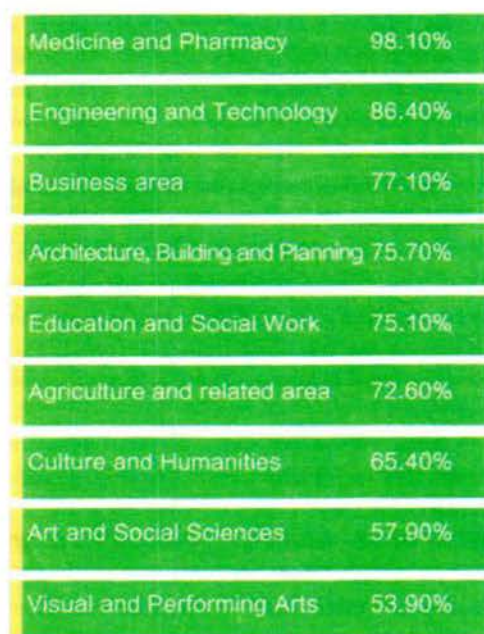 Medicine and Pharmacy 98.10%
Engineering and Technology 86.40%
Business area 77.10%
Architecture, Building and Planning 75.70%
Education and Social Work 75.10%
Agriculture and related area 72.60%
Culture and Humanities 65.40%
Art and Social Sciences 57.90%
Visual and Performing Arts 53.90%